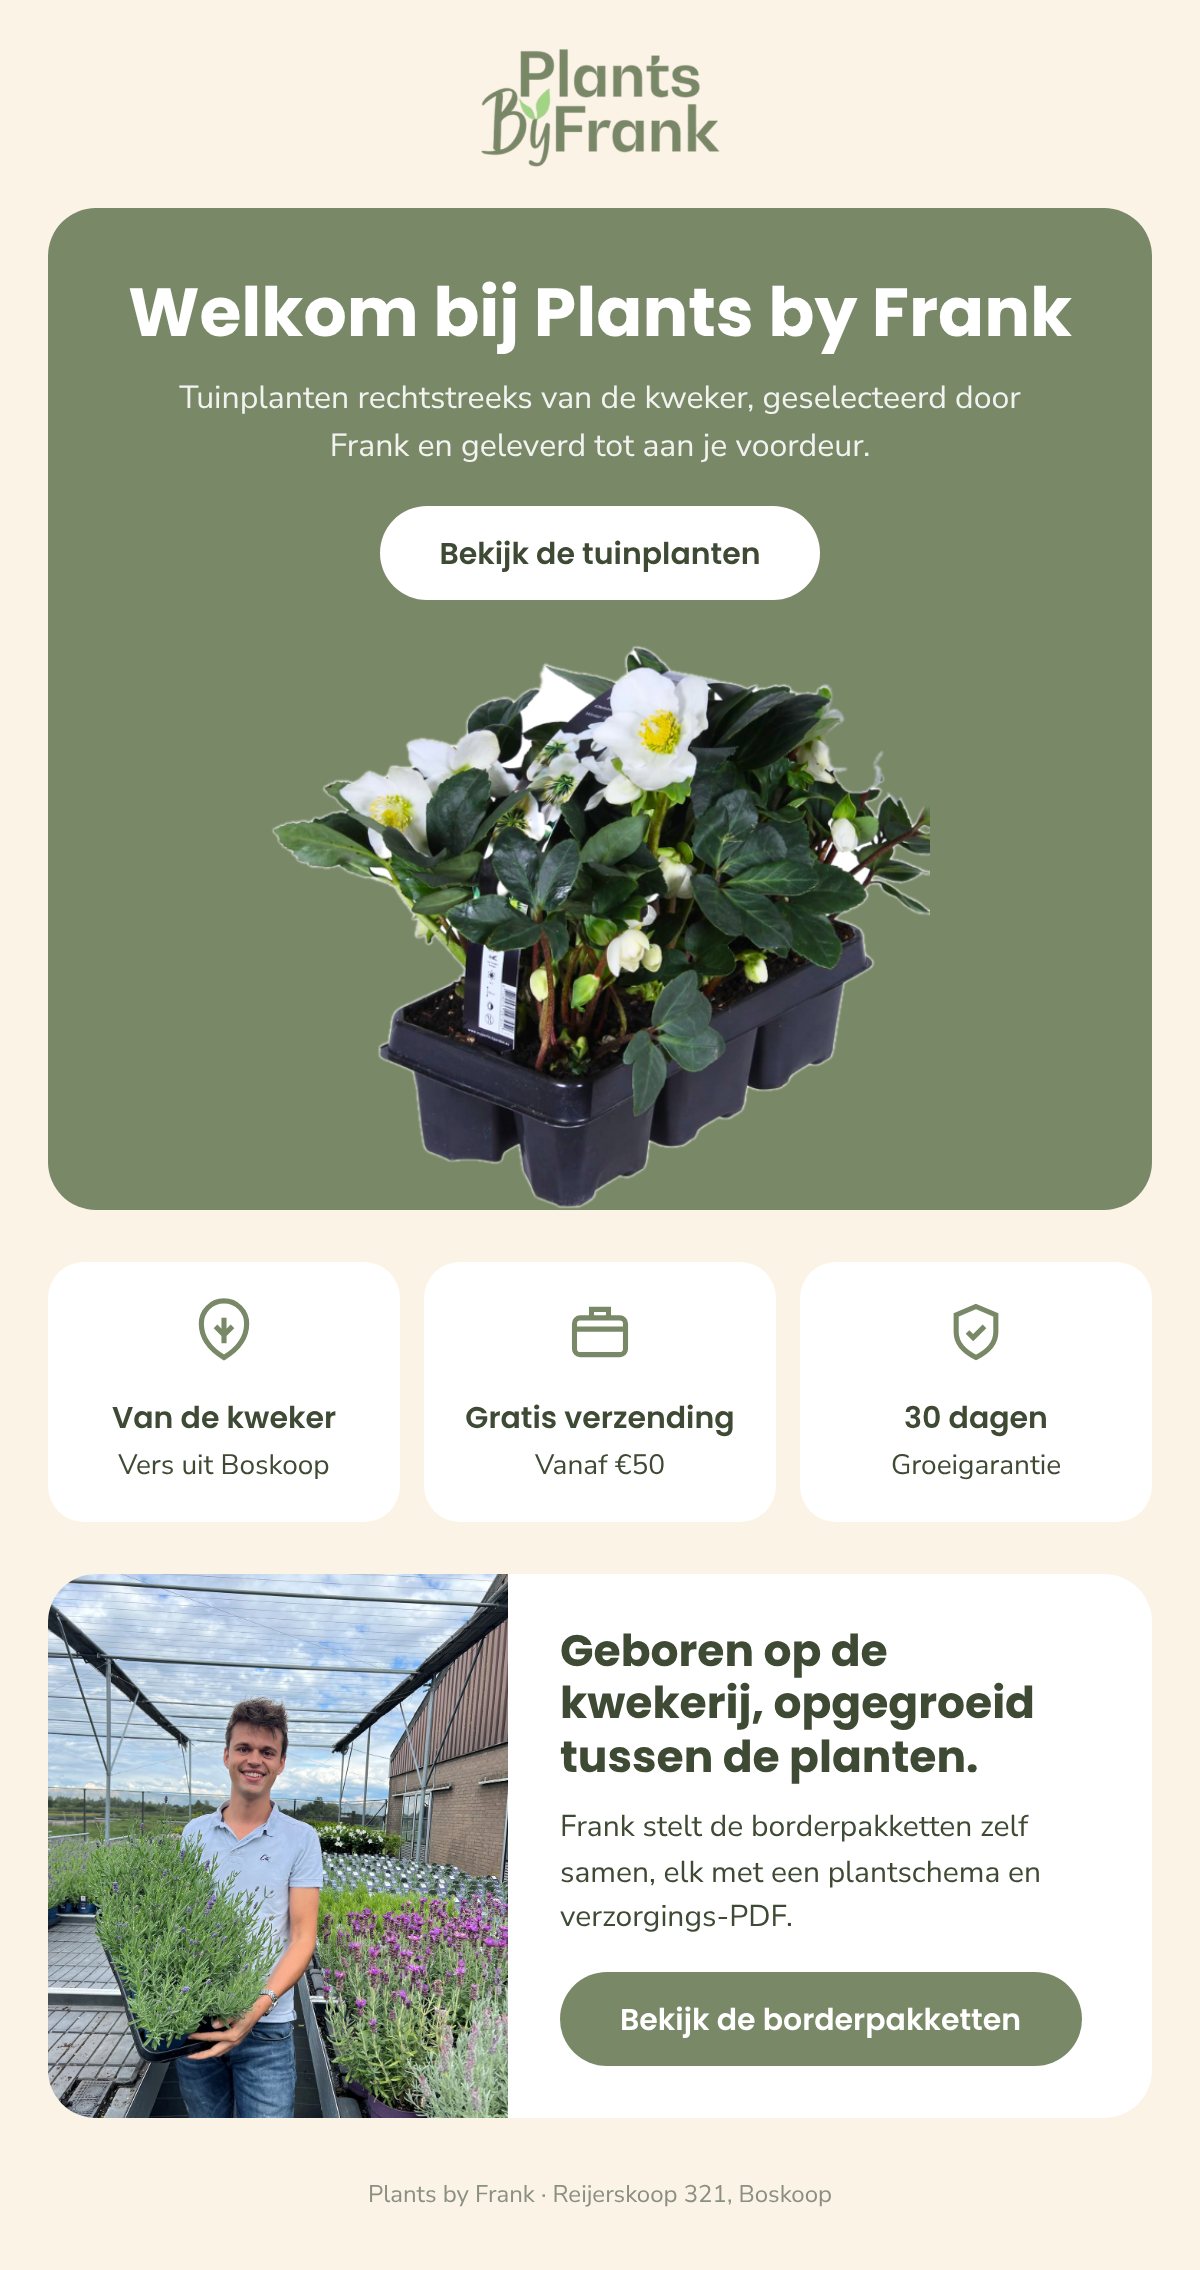 Plants
ByFrank
Welkom bij Plants by Frank
Tuinplanten rechtstreeks van de kweker, geselecteerd door
Frank en geleverd tot aan je voordeur.
Bekijk de tuinplanten
Van de kweker
Vers uit Boskoop
Gratis verzending
Vanaf €50
30 dagen
Groeigarantie
Geboren op de
kwekerij, opgegroeid
tussen de planten.
Frank stelt de borderpakketten zelf
samen, elk met een plantschema en
verzorgings-PDF.
Bekijk de borderpakketten
Plants by Frank · Reijerskoop 321, Boskoop